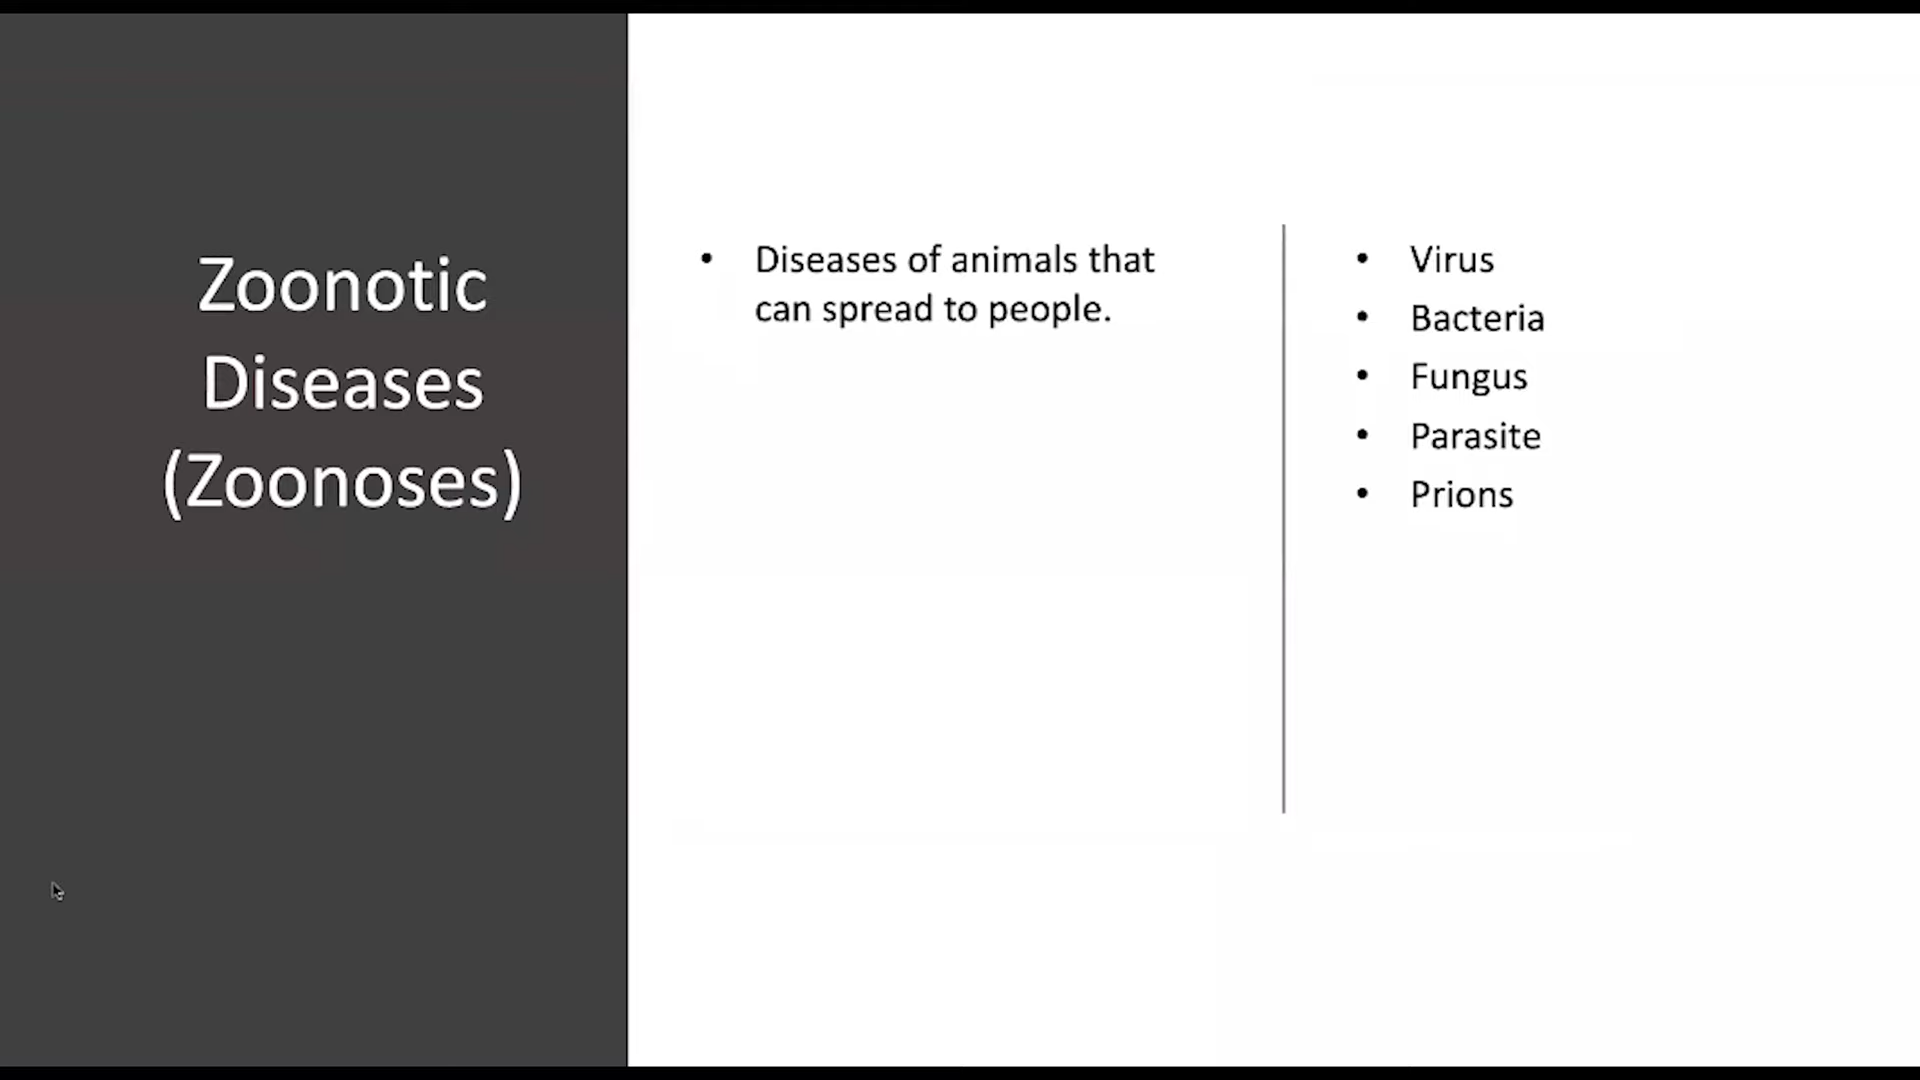 Zoonotic
Diseases
(Zoonoses)
• Diseases of animals that
can spread to people.
• Virus
• Bacteria
• Fungus
• Parasite
• Prions